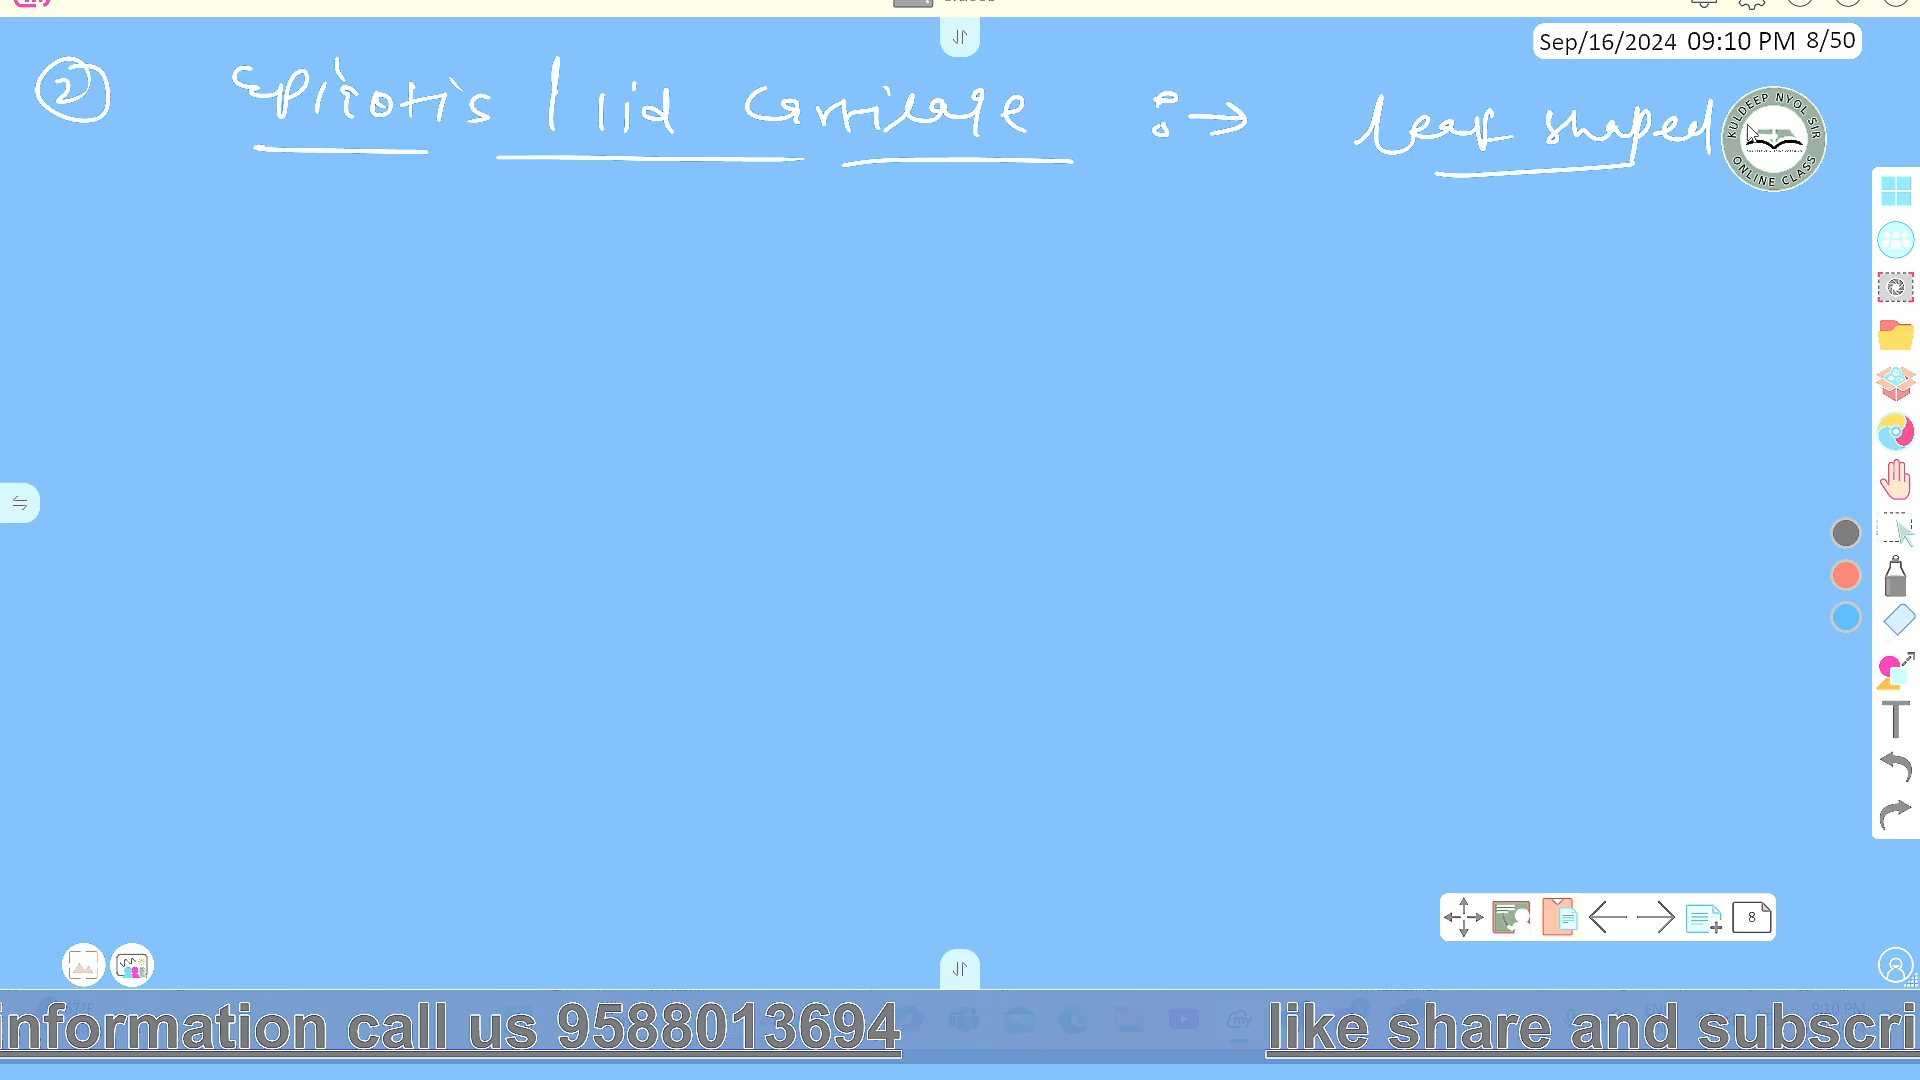 Sep/16/2024 09:10 PM 8/50
② Epiglotis / lid cartilage :→ leaf shaped
KULDEEP NYOL SIR
ONLINE CLASS
T
8
information call us 9588013694 like share and subscri